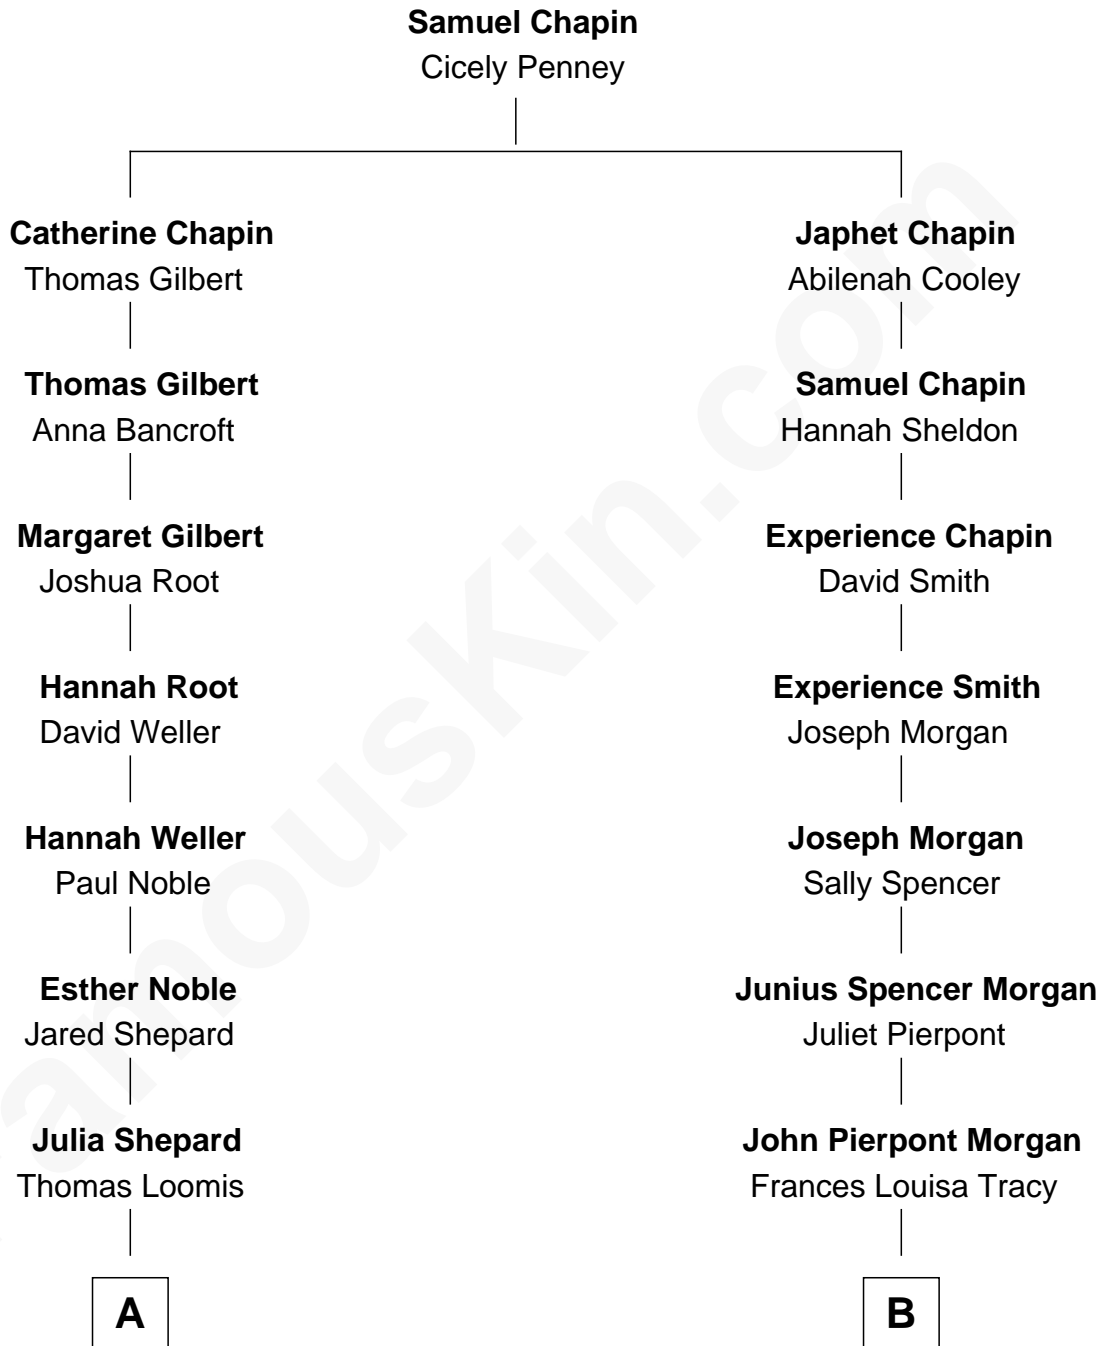 Samuel Chapin
Cicely Penney
Catherine Chapin
Thomas Gilbert
Thomas Gilbert
Anna Bancroft
Margaret Gilbert
Joshua Root
Hannah Root
David Weller
Hannah Weller
Paul Noble
Esther Noble
Jared Shepard
Julia Shepard
Thomas Loomis
A
Japhet Chapin
Abilenah Cooley
Samuel Chapin
Hannah Sheldon
Experience Chapin
David Smith
Experience Smith
Joseph Morgan
Joseph Morgan
Sally Spencer
Junius Spencer Morgan
Juliet Pierpont
John Pierpont Morgan
Frances Louisa Tracy
B
amousKin.com